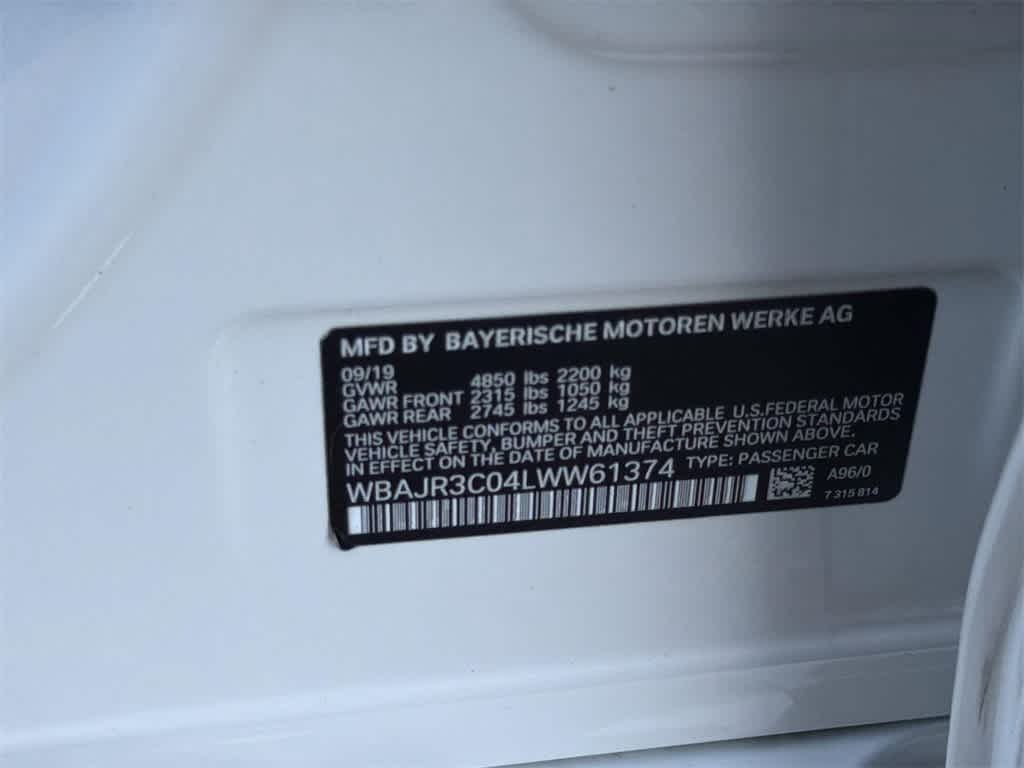 MFD BY BAYERISCHE MOTOREN WERKE AG
09/19
GVWR 4850 lbs 2200 kg
GAWR FRONT 2315 lbs 1050 kg
GAWR REAR 2745 lbs 1245 kg
THIS VEHICLE CONFORMS TO ALL APPLICABLE U.S.FEDERAL MOTOR
VEHICLE SAFETY, BUMPER AND THEFT PREVENTION STANDARDS
IN EFFECT ON THE DATE OF MANUFACTURE SHOWN ABOVE.
WBAJR3C04LWW61374 TYPE: PASSENGER CAR
A96/0
7 315 814